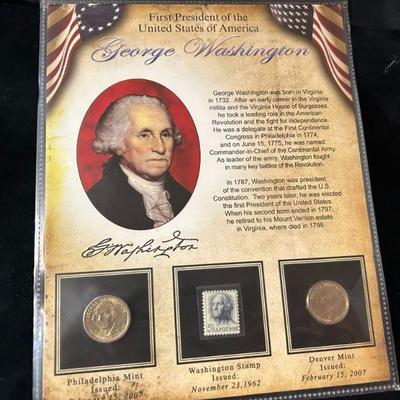 First President of the
United States of America
George Washington
George Washington was born in Virginia
in 1732. After an early career in the Virginia
militia and the Virginia House of Burgesses,
he took a leading role in the American
Revolution and the fight for independence.
He was a delegate at the First Continental
Congress in Philadelphia in 1774,
and on June 15, 1775, he was named
Commander-in-Chief of the Continental Army.
As leader of the army, Washington fought
in many key battles of the Revolution.
In 1787, Washington was president
of the convention that drafted the U.S.
Constitution. Two years later, he was elected
the first President of the United States.
When his second term ended in 1797,
he retired to his Mount Vernon estate
in Virginia, where died in 1799.
G Washington
U.S. POSTAGE
Philadelphia Mint
Issued:
15, 2007
Washington Stamp
Issued:
November 23, 1962
Denver Mint
Issued:
February 15, 2007